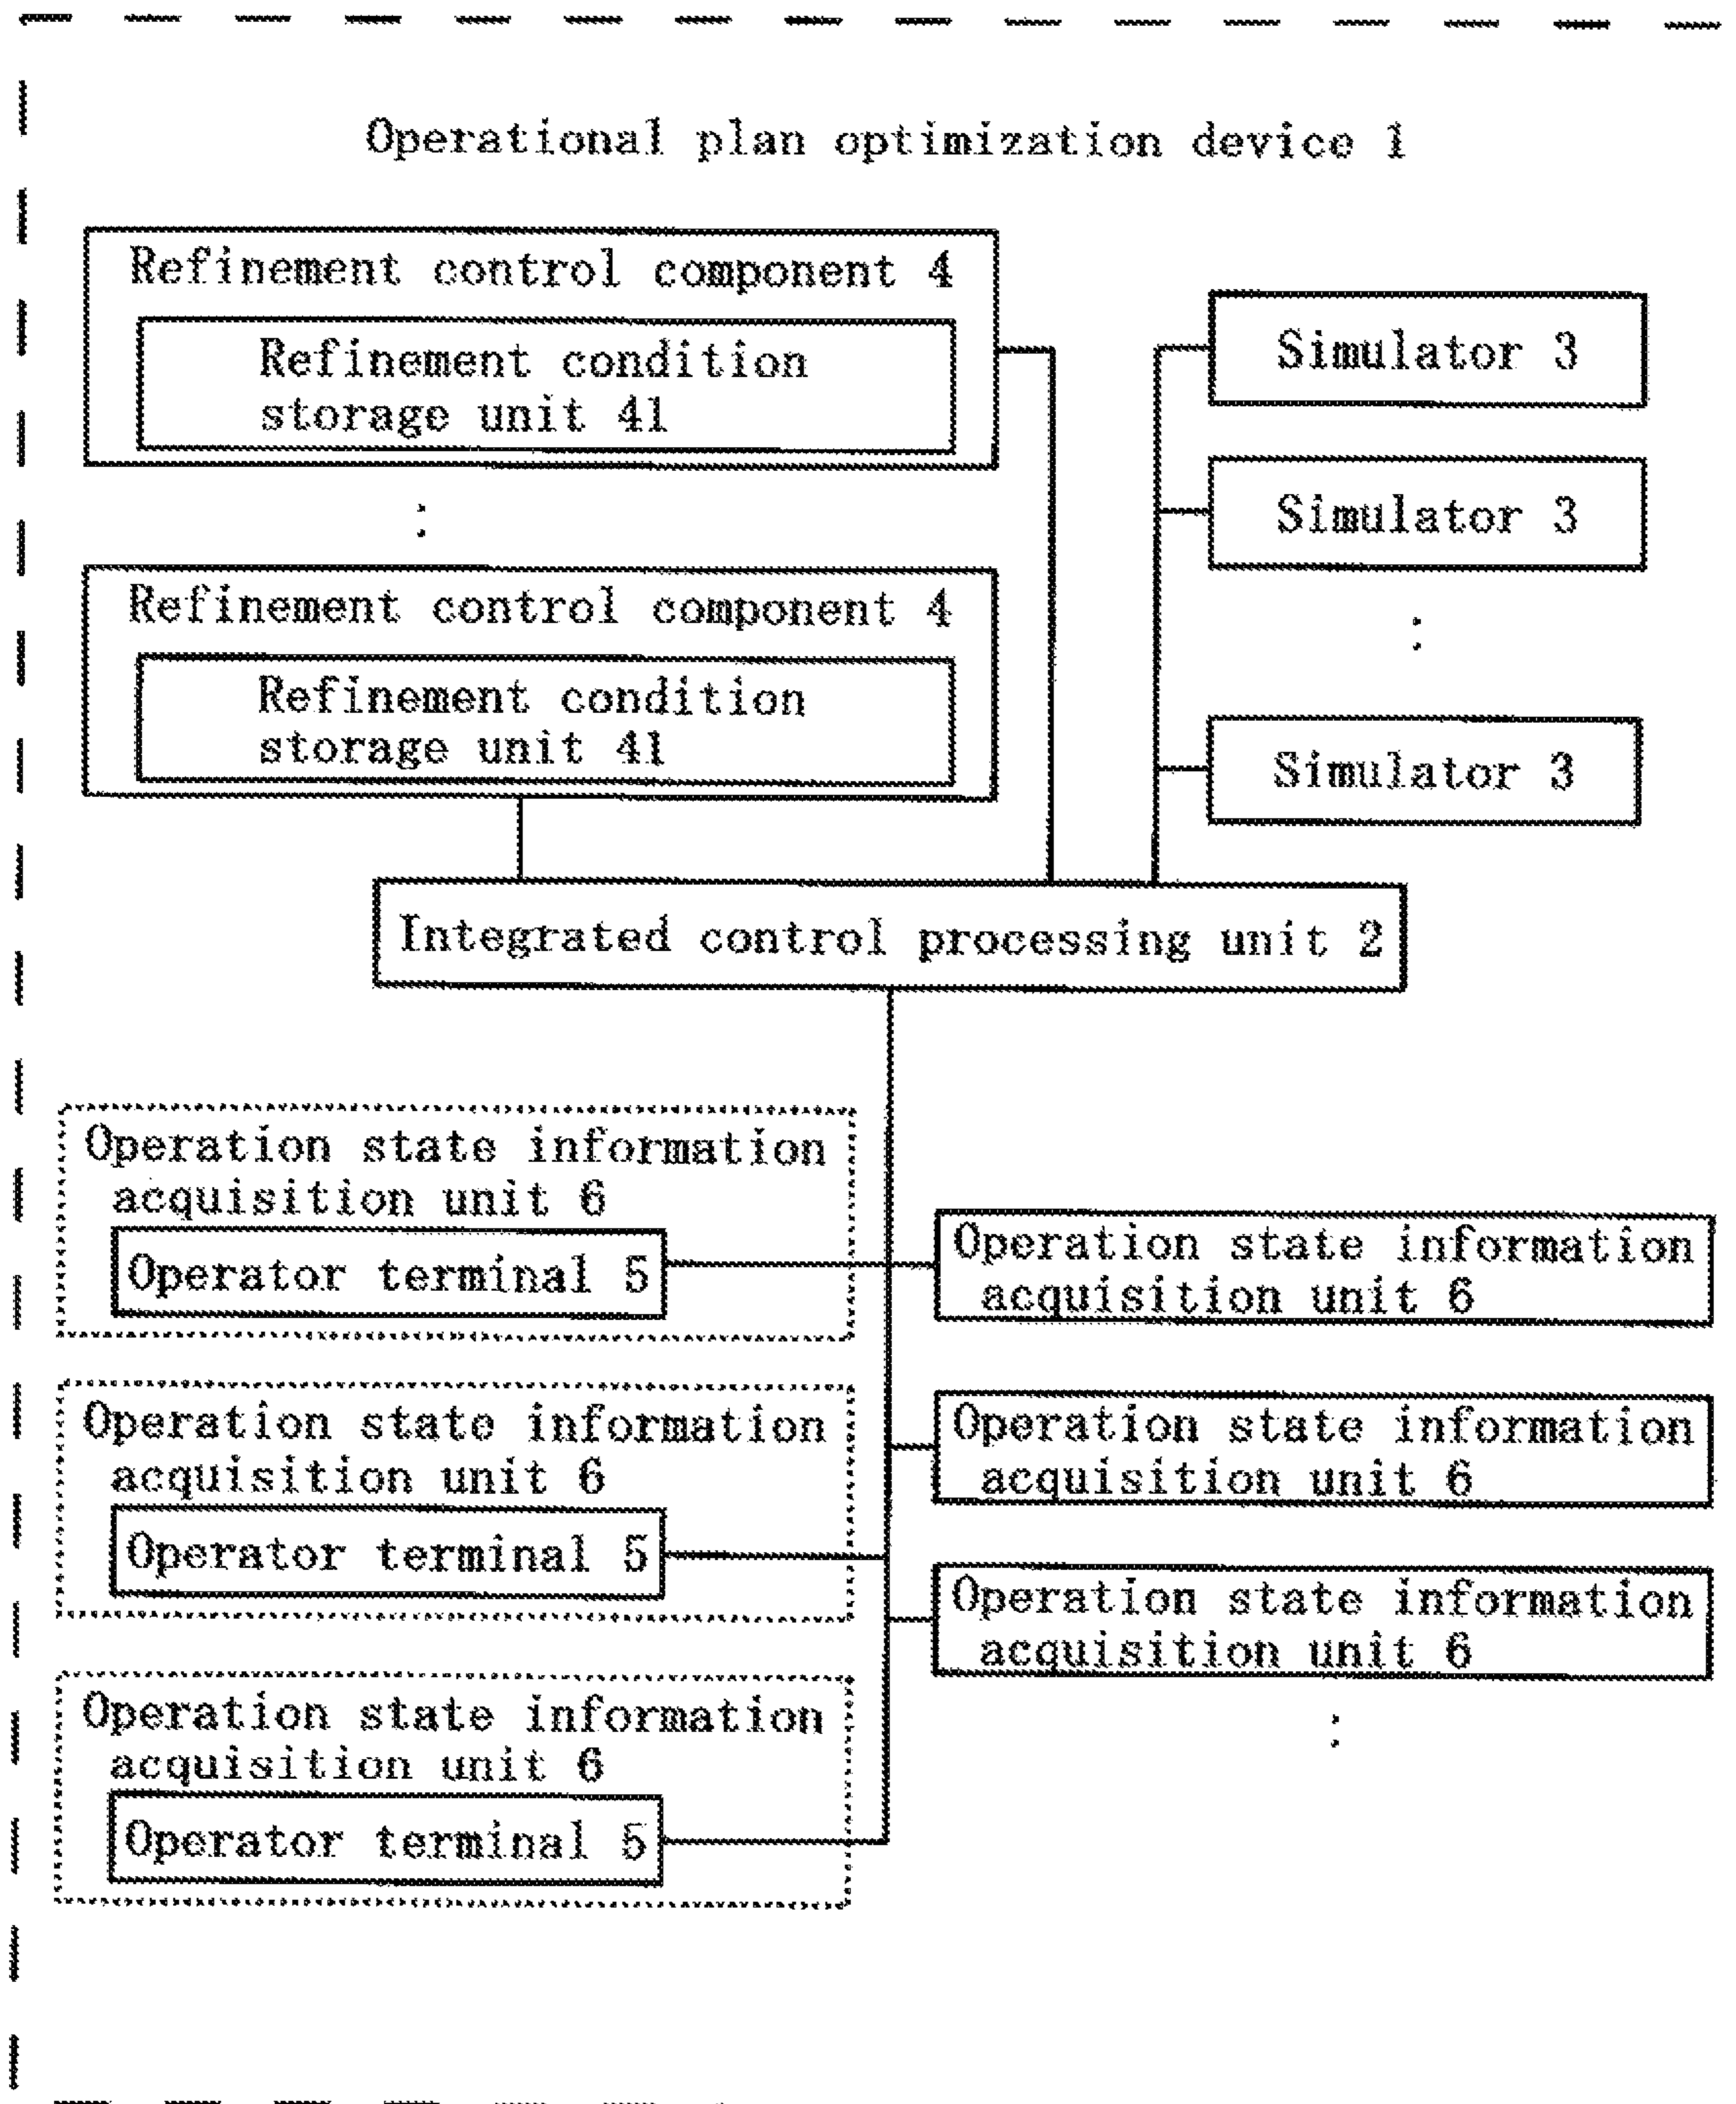 Operational plan optimization device 1
Refinement control component 4
Refinement condition
storage unit 41
:
Refinement control component 4
Refinement condition
storage unit 41
Simulator 3
Simulator 3
:
Simulator 3
Integrated control processing unit 2
Operation state information
acquisition unit 6
Operator terminal 5
Operation state information
acquisition unit 6
Operator terminal 5
Operation state information
acquisition unit 6
Operator terminal 5
Operation state information
acquisition unit 6
Operation state information
acquisition unit 6
Operation state information
acquisition unit 6
: